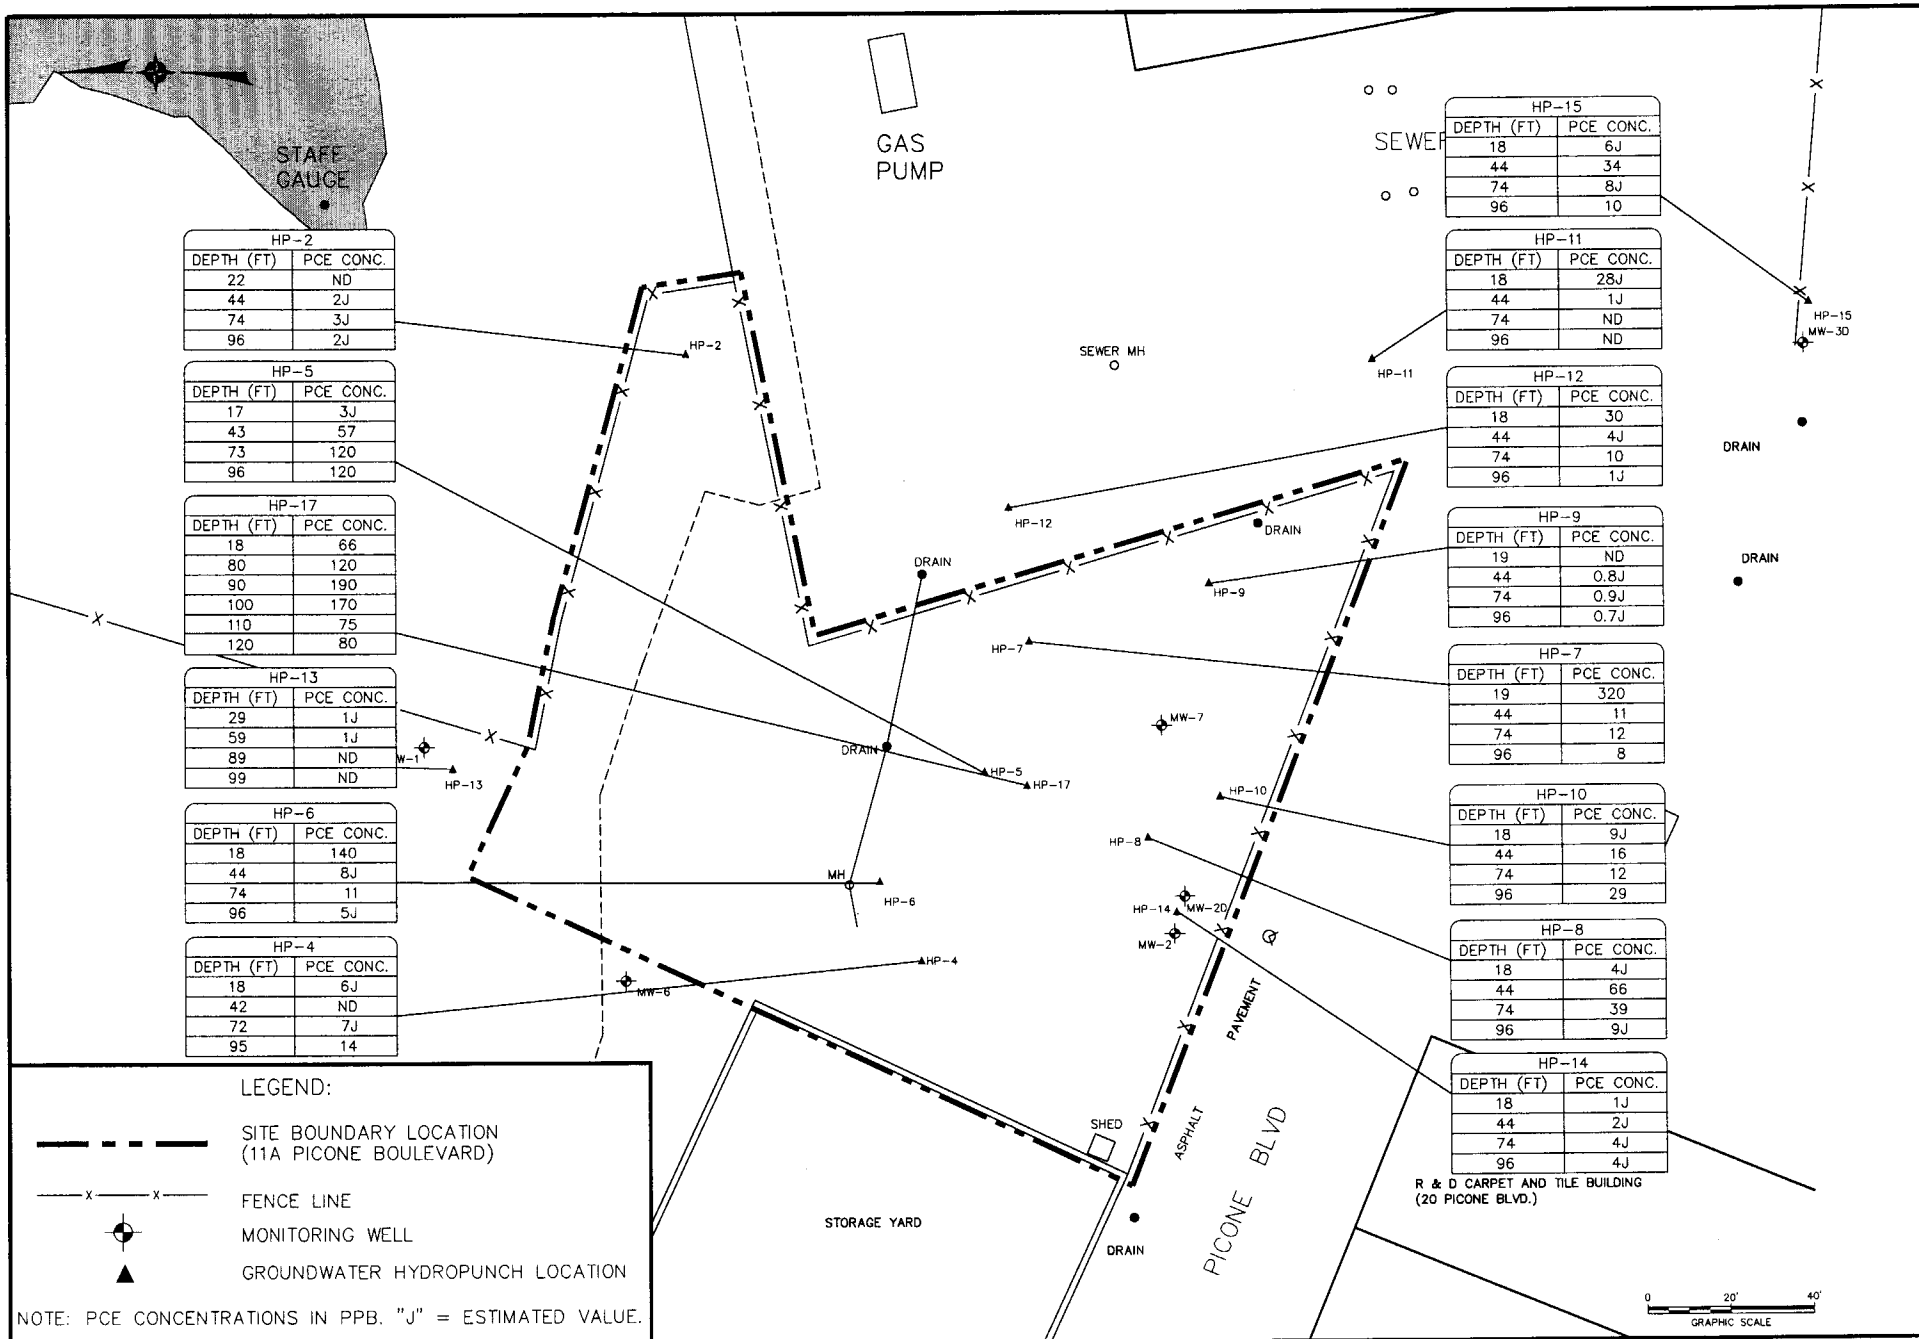 STAFF
GAUGE
GAS
PUMP
SEWER
HP-2
DEPTH (FT) PCE CONC.
22 ND
44 2J
74 3J
96 2J
HP-5
DEPTH (FT) PCE CONC.
17 3J
43 57
73 120
96 120
HP-17
DEPTH (FT) PCE CONC.
18 66
80 120
90 190
100 170
110 75
120 80
HP-13
DEPTH (FT) PCE CONC.
29 1J
59 1J
89 ND
99 ND
HP-6
DEPTH (FT) PCE CONC.
18 140
44 8J
74 11
96 5J
HP-4
DEPTH (FT) PCE CONC.
18 6J
42 ND
72 7J
95 14
HP-15
DEPTH (FT) PCE CONC.
18 6J
44 34
74 8J
96 10
HP-11
DEPTH (FT) PCE CONC.
18 28J
44 1J
74 ND
96 ND
HP-12
DEPTH (FT) PCE CONC.
18 30
44 4J
74 10
96 1J
HP-9
DEPTH (FT) PCE CONC.
19 ND
44 0.8J
74 0.9J
96 0.7J
HP-7
DEPTH (FT) PCE CONC.
19 320
44 11
74 12
96 8
HP-10
DEPTH (FT) PCE CONC.
18 9J
44 16
74 12
96 29
HP-8
DEPTH (FT) PCE CONC.
18 4J
44 66
74 39
96 9J
HP-14
DEPTH (FT) PCE CONC.
18 1J
44 2J
74 4J
96 4J
HP-15
MW-3D
HP-2
SEWER MH
HP-11
DRAIN
HP-12
DRAIN
DRAIN
DRAIN
HP-9
HP-7
MW-7
DRAIN
W-1
HP-13
HP-5
HP-17
HP-10
HP-8
MH
HP-6
HP-14
MW-2D
MW-2
HP-4
MW-6
ASPHALT PAVEMENT
SHED
PICONE BLVD
STORAGE YARD
DRAIN
R & D CARPET AND TILE BUILDING
(20 PICONE BLVD.)
LEGEND:
SITE BOUNDARY LOCATION
(11A PICONE BOULEVARD)
X X FENCE LINE
MONITORING WELL
GROUNDWATER HYDROPUNCH LOCATION
NOTE: PCE CONCENTRATIONS IN PPB. "J" = ESTIMATED VALUE.
0 20' 40'
GRAPHIC SCALE